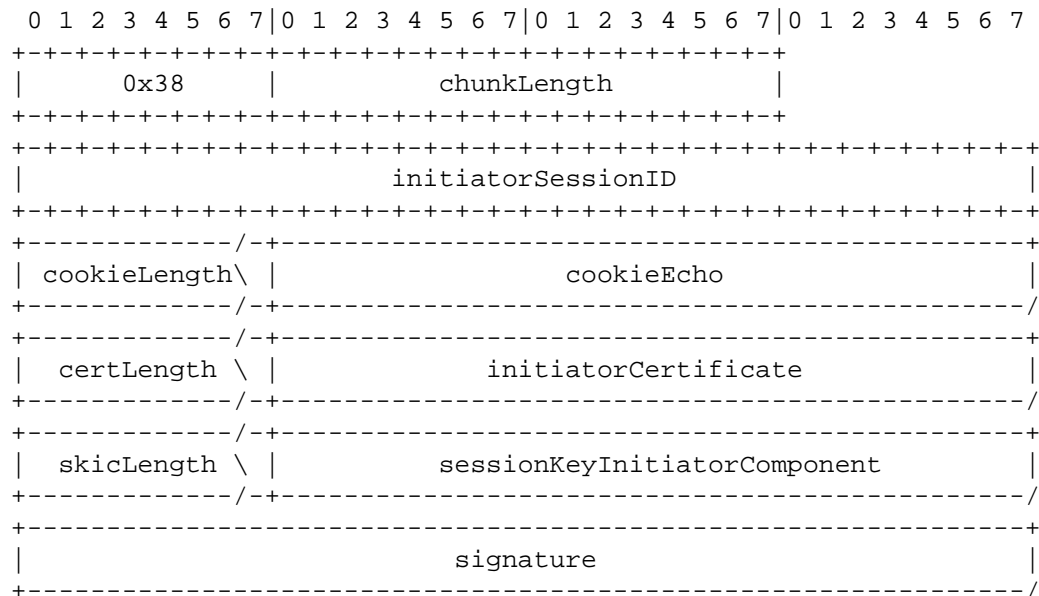 0 1 2 3 4 5 6 7|0 1 2 3 4 5 6 7|0 1 2 3 4 5 6 7|0 1 2 3 4 5 6 7
+-+-+-+-+-+-+-+-+-+-+-+-+-+-+-+-+-+-+-+-+-+-+-+-+
|      0x38     |          chunkLength          |
+-+-+-+-+-+-+-+-+-+-+-+-+-+-+-+-+-+-+-+-+-+-+-+-+
+-+-+-+-+-+-+-+-+-+-+-+-+-+-+-+-+-+-+-+-+-+-+-+-+-+-+-+-+-+-+-+-+
|                       initiatorSessionID                      |
+-+-+-+-+-+-+-+-+-+-+-+-+-+-+-+-+-+-+-+-+-+-+-+-+-+-+-+-+-+-+-+-+
+-------------/-+-----------------------------------------------+
| cookieLength\ |                  cookieEcho                   |
+-------------/-+-----------------------------------------------/
+-------------/-+-----------------------------------------------+
|  certLength \ |             initiatorCertificate              |
+-------------/-+-----------------------------------------------/
+-------------/-+-----------------------------------------------+
|  skicLength \ |          sessionKeyInitiatorComponent         |
+-------------/-+-----------------------------------------------/
+---------------------------------------------------------------+
|                           signature                           |
+---------------------------------------------------------------/